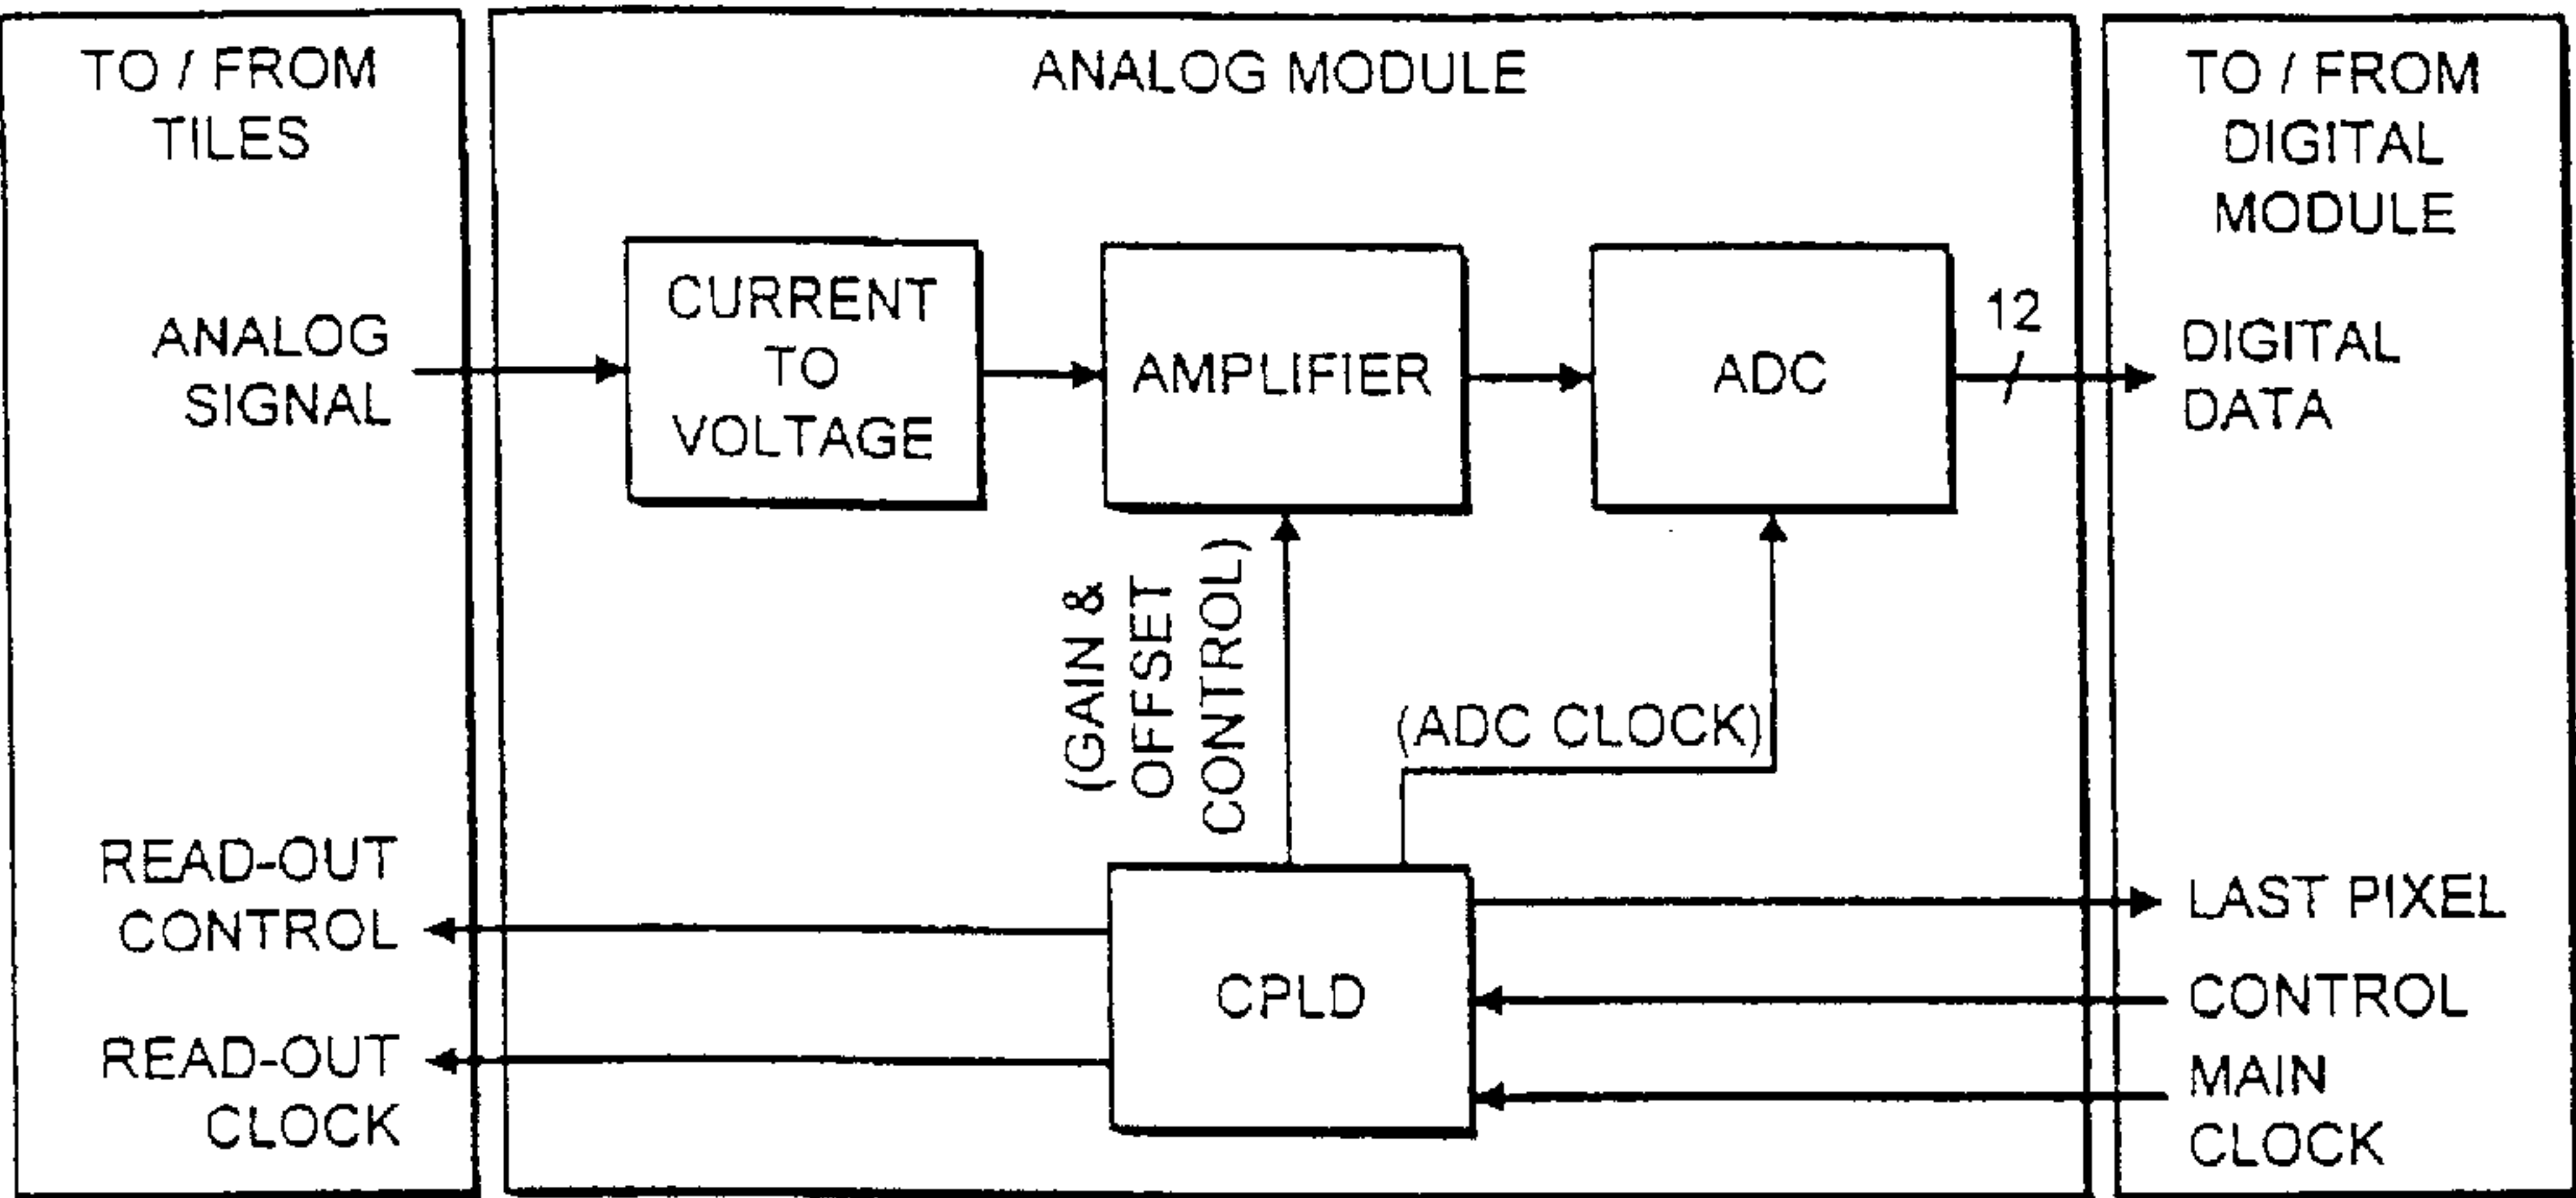 TO / FROM
TILES
ANALOG
SIGNAL
READ-OUT
CONTROL
READ-OUT
CLOCK
ANALOG MODULE
CURRENT
TO
VOLTAGE
AMPLIFIER
ADC
12
(GAIN &
OFFSET
CONTROL)
(ADC CLOCK)
CPLD
TO / FROM
DIGITAL
MODULE
DIGITAL
DATA
LAST PIXEL
CONTROL
MAIN
CLOCK